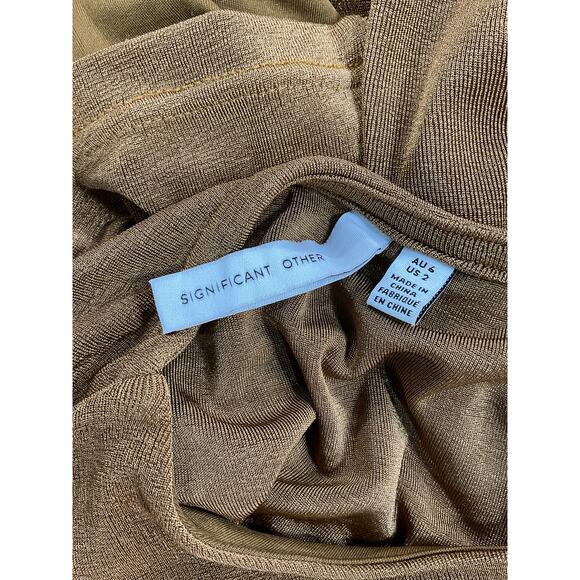 SIGNIFICANT OTHER
AU 6
US 2
MADE IN
CHINA
FABRIQUE
EN CHINE